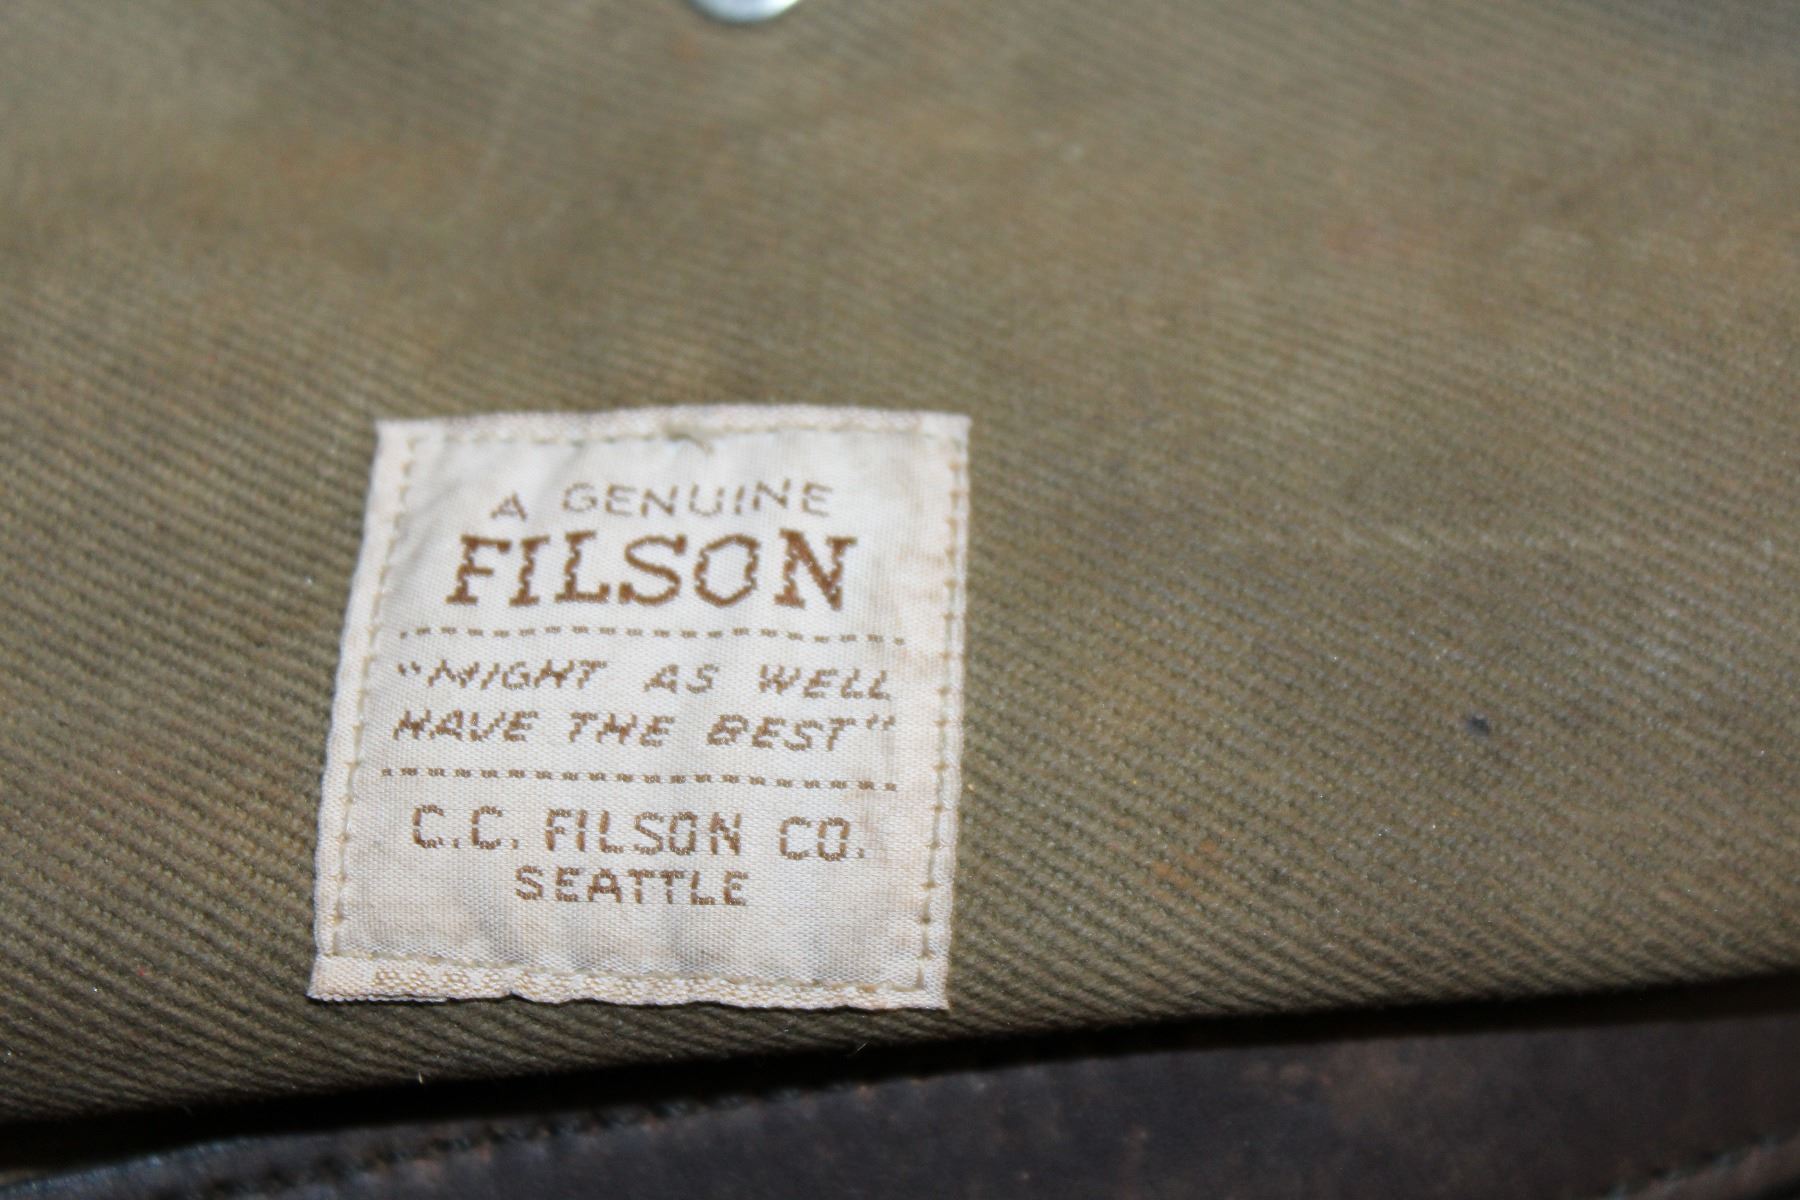 A GENUINE
FILSON
"MIGHT AS WELL
HAVE THE BEST"
C.C. FILSON CO.
SEATTLE